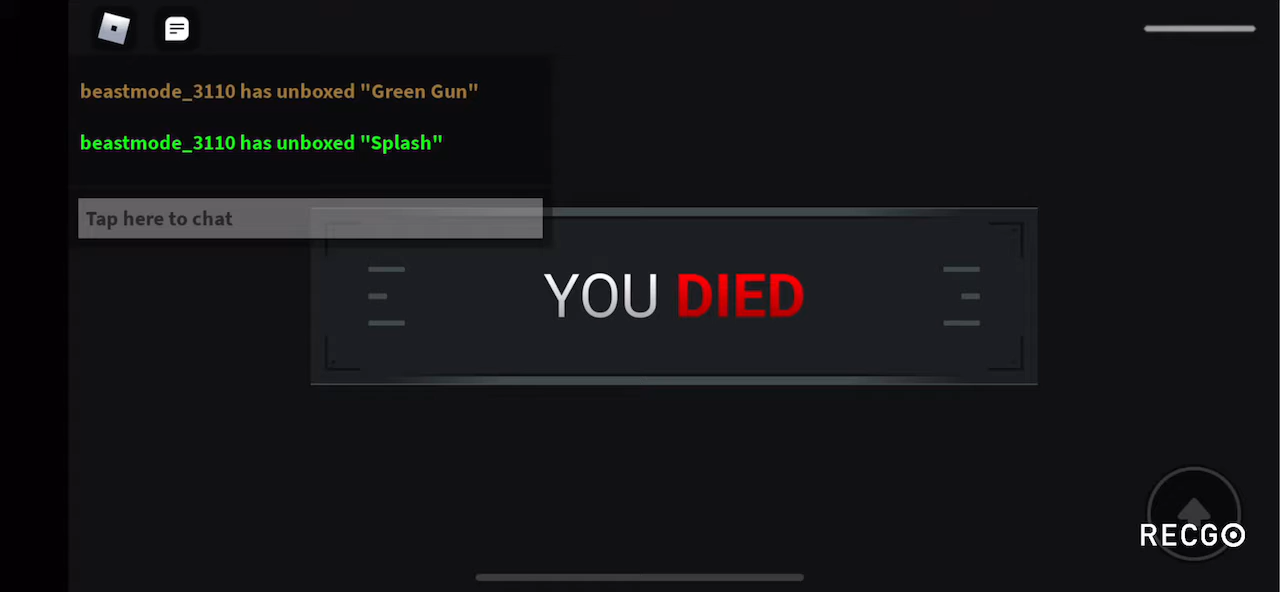 beastmode_3110 has unboxed "Green Gun"
beastmode_3110 has unboxed "Splash"
Tap here to chat
YOU DIED
RECGO